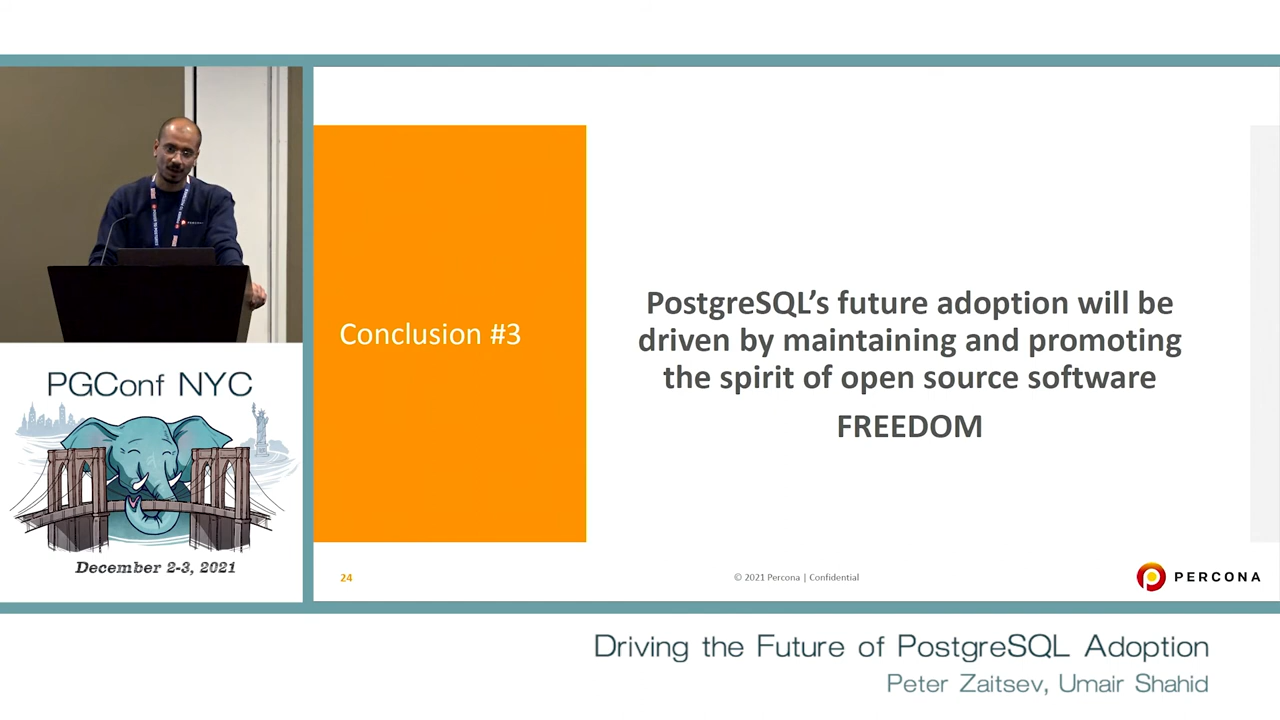 PERCONA
PGConf NYC
December 2-3, 2021
Conclusion #3
PostgreSQL’s future adoption will be
driven by maintaining and promoting
the spirit of open source software
FREEDOM
24
© 2021 Percona | Confidential
PERCONA
Driving the Future of PostgreSQL Adoption
Peter Zaitsev, Umair Shahid